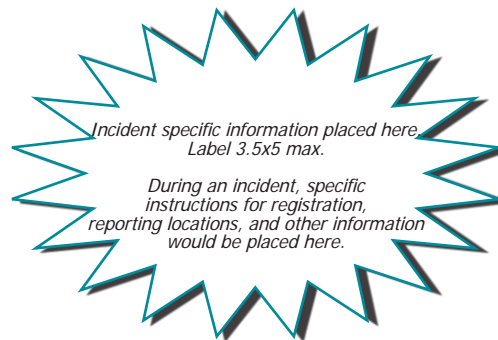 Incident specific information placed here.
Label 3.5x5 max.
During an incident, specific
instructions for registration,
reporting locations, and other information
would be placed here.